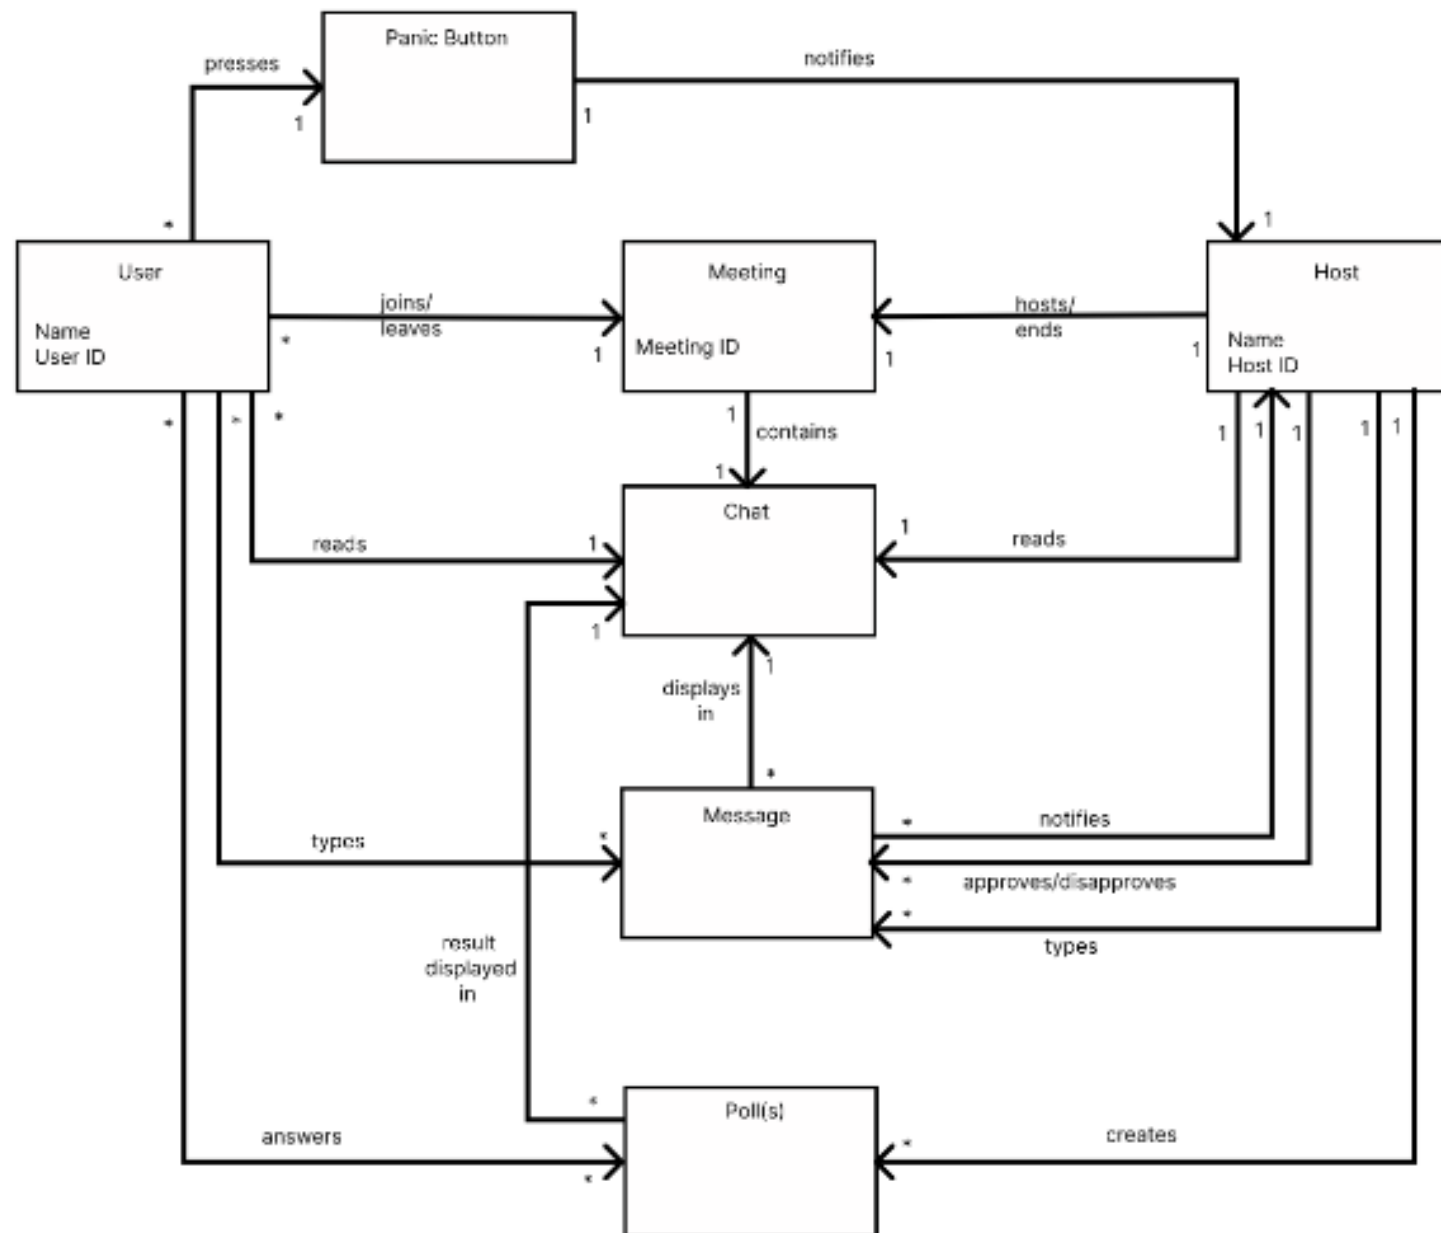 Panic Button
presses
notifies
1
1
*
1
User
Meeting
Host
joins/
leaves
hosts/
ends
Name
User ID
*
1
Meeting ID
1
1
Name
Host ID
*
*
*
1
contains
1
1
1
1
1
1
Chat
reads
1
1
reads
1
1
displays
in
*
Message
types
*
*
notifies
*
approves/disapproves
*
types
result
displayed
in
*
Poll(s)
answers
*
*
creates